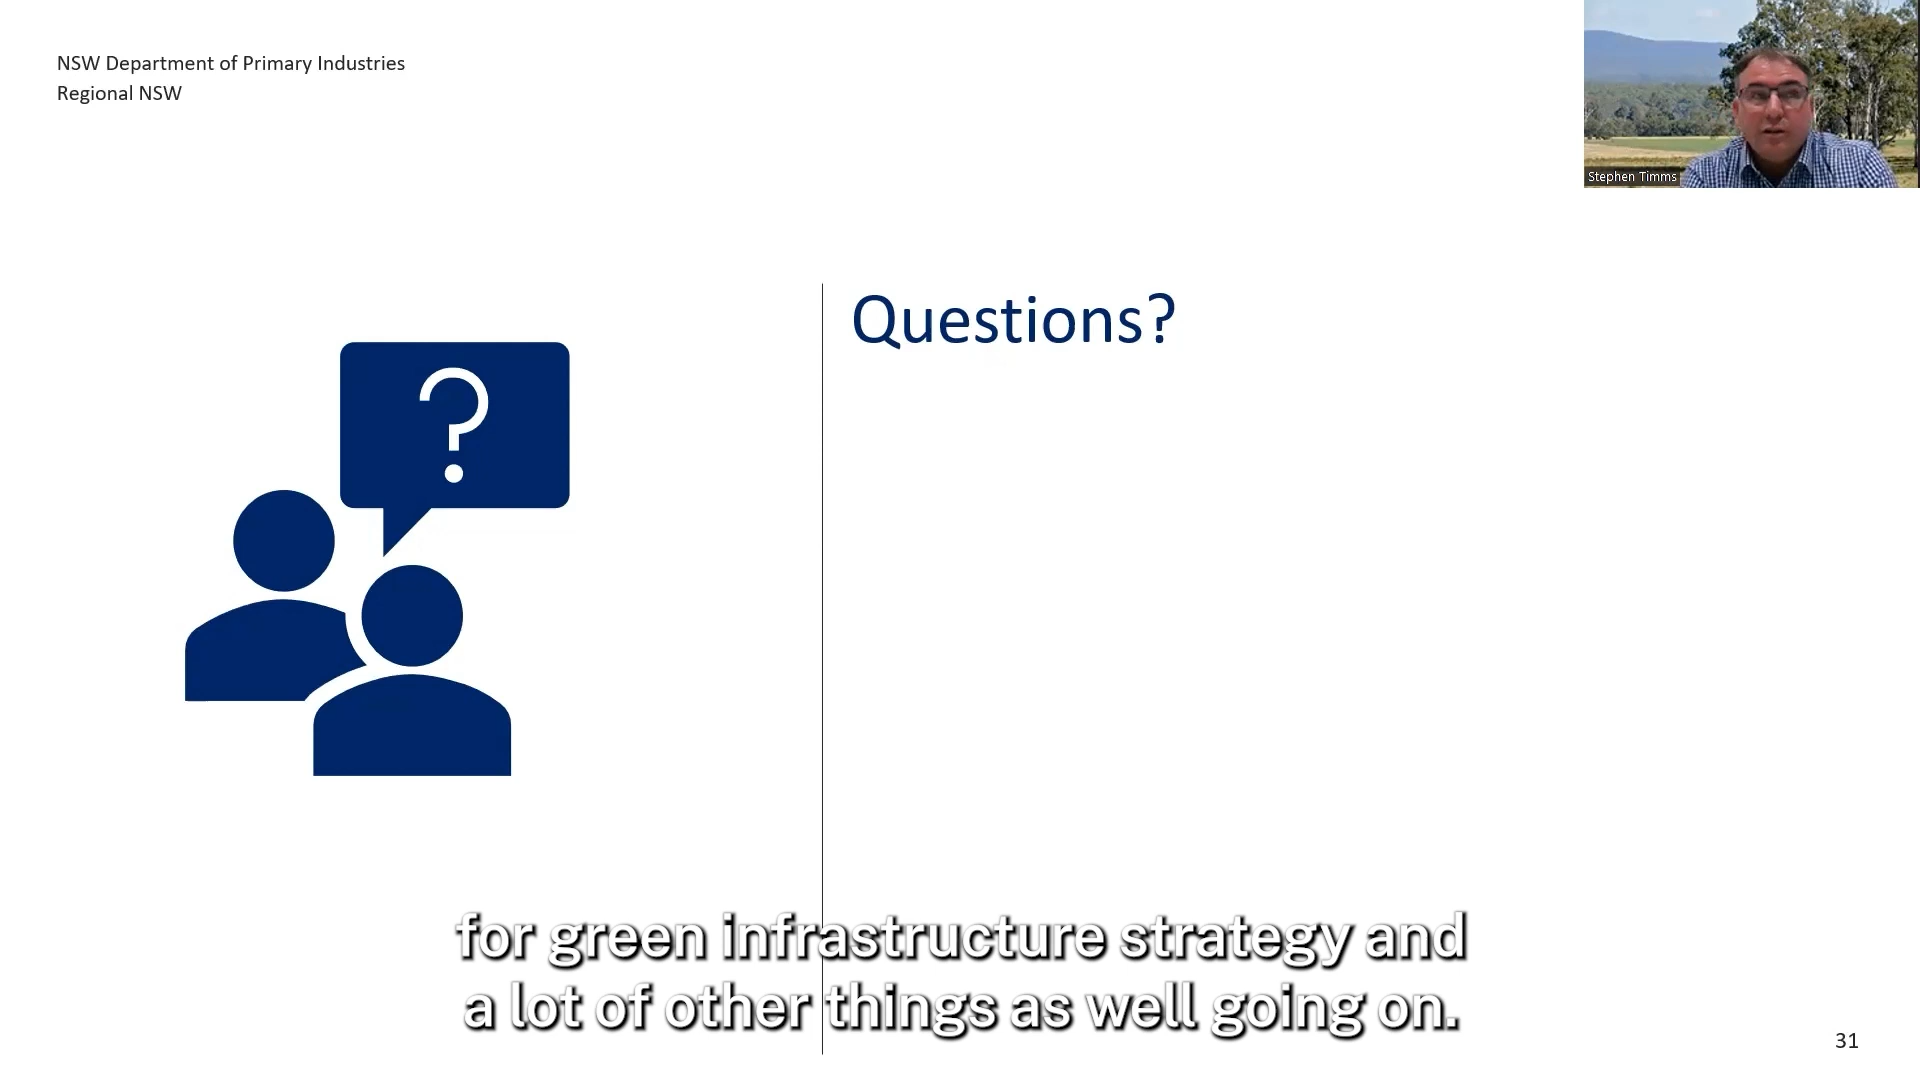 NSW Department of Primary Industries
Regional NSW
Stephen Timms
Questions?
?
for green infrastructure strategy and
a lot of other things as well going on.
31